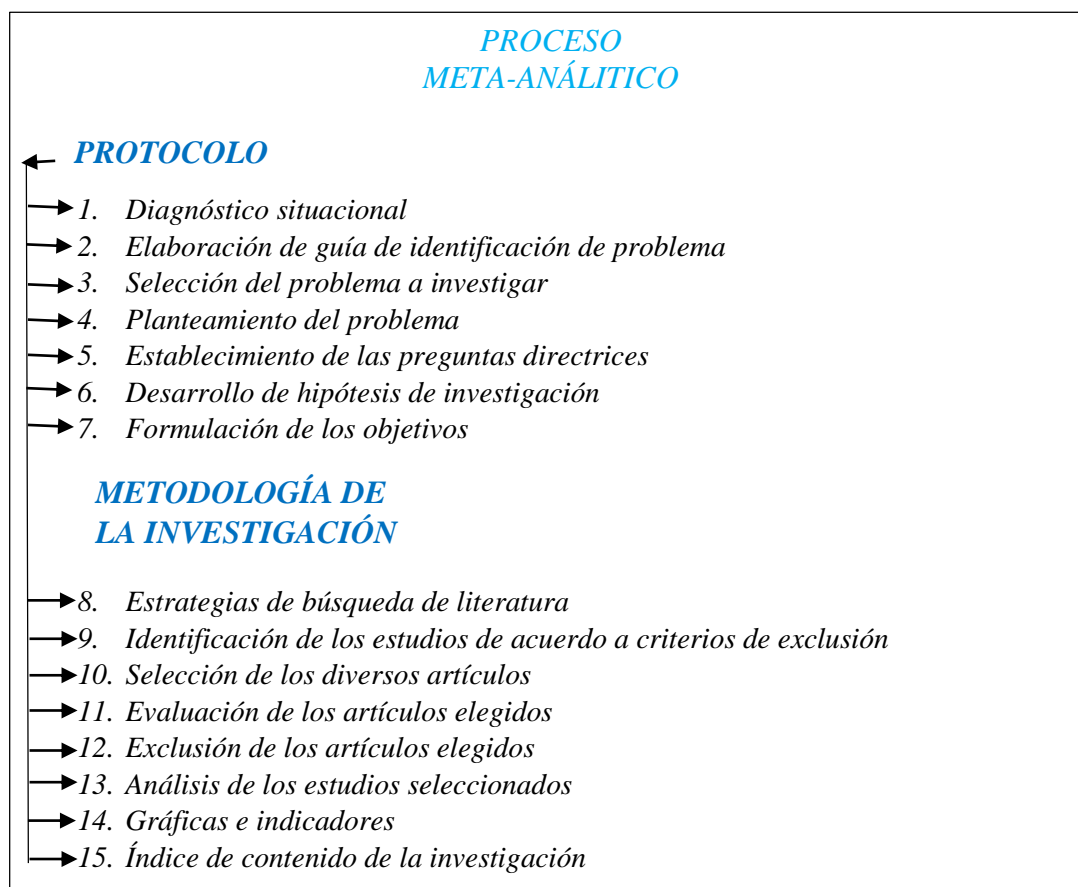 PROCESO
META-ANÁLITICO
PROTOCOLO
1. Diagnóstico situacional
2. Elaboración de guía de identificación de problema
3. Selección del problema a investigar
4. Planteamiento del problema
5. Establecimiento de las preguntas directrices
6. Desarrollo de hipótesis de investigación
7. Formulación de los objetivos
METODOLOGÍA DE
LA INVESTIGACIÓN
8. Estrategias de búsqueda de literatura
9. Identificación de los estudios de acuerdo a criterios de exclusión
10. Selección de los diversos artículos
11. Evaluación de los artículos elegidos
12. Exclusión de los artículos elegidos
13. Análisis de los estudios seleccionados
14. Gráficas e indicadores
15. Índice de contenido de la investigación